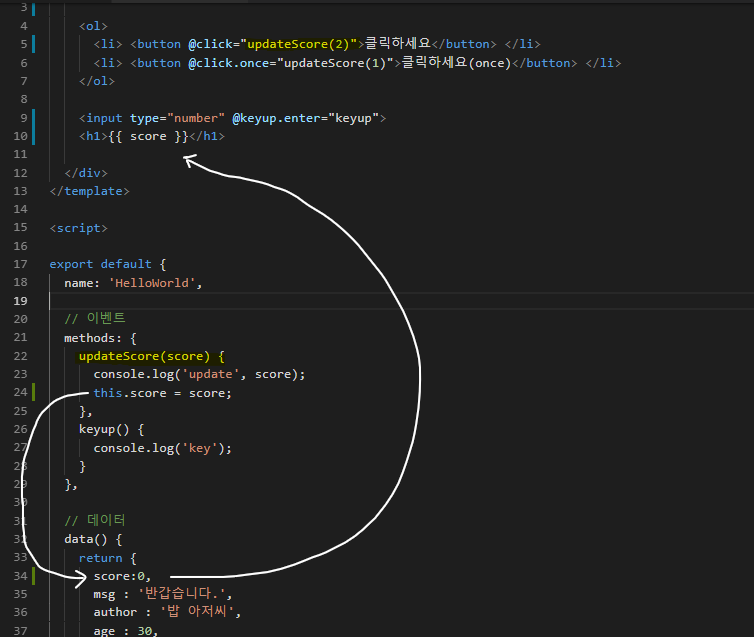 3
4 <ol>
5 <li> <button @click="updateScore(2)">클릭하세요</button> </li>
6 <li> <button @click.once="updateScore(1)">클릭하세요(once)</button> </li>
7 </ol>
8
9 <input type="number" @keyup.enter="keyup">
10 <h1>{{ score }}</h1>
11
12 </div>
13 </template>
14
15 <script>
16
17 export default {
18 name: 'HelloWorld',
19
20 // 이벤트
21 methods: {
22 updateScore(score) {
23 console.log('update', score);
24 this.score = score;
25 },
26 keyup() {
27 console.log('key');
28 }
29 },
30
31 // 데이터
32 data() {
33 return {
34 score:0,
35 msg : '반갑습니다.',
36 author : '밥 아저씨',
37 age : 30,